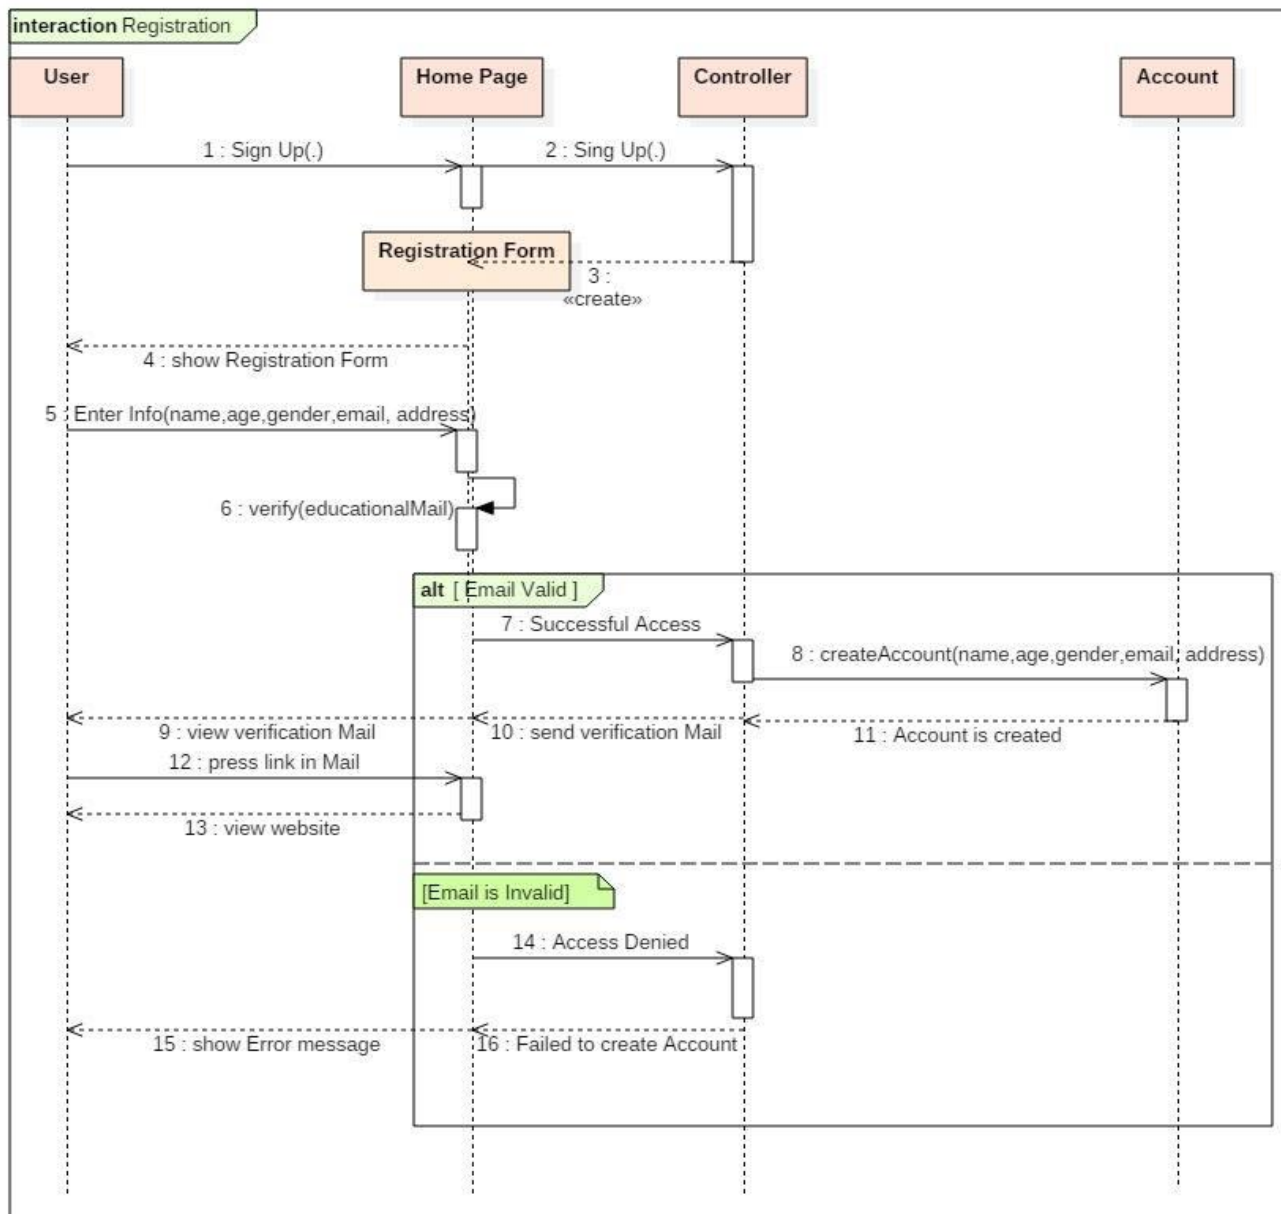 interaction Registration
User
Home Page
Controller
Account
1 : Sign Up(.)
2 : Sing Up(.)
Registration Form
3 :
«create»
4 : show Registration Form
5 : Enter Info(name,age,gender,email, address)
6 : verify(educationalMail)
alt [ Email Valid ]
7 : Successful Access
8 : createAccount(name,age,gender,email, address)
9 : view verification Mail
10 : send verification Mail
11 : Account is created
12 : press link in Mail
13 : view website
[Email is Invalid]
14 : Access Denied
15 : show Error message
16 : Failed to create Account